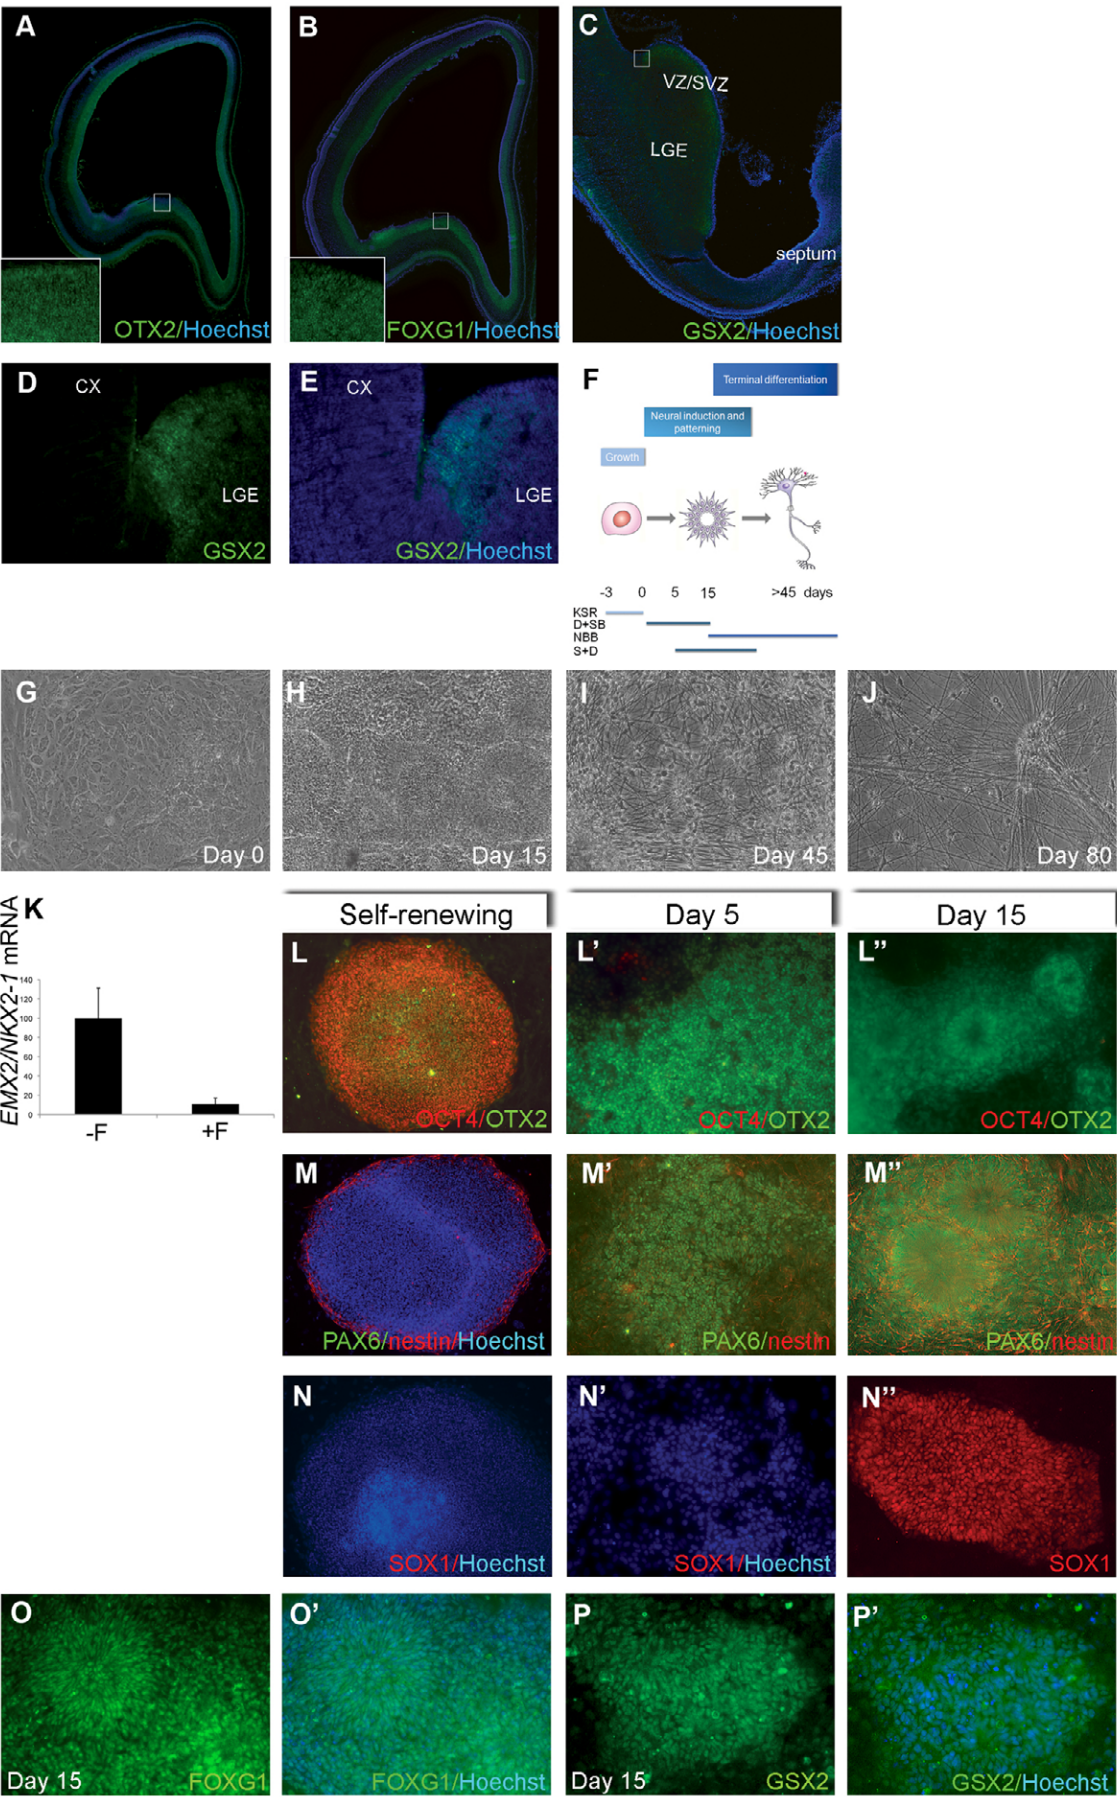 A
OTX2/Hoechst
B
FOXG1/Hoechst
C
VZ/SVZ
LGE
septum
GSX2/Hoechst
D
CX
LGE
GSX2
E
CX
LGE
GSX2/Hoechst
F
Terminal differentiation
Neural induction and
patterning
Growth
-3 0 5 15 >45 days
KSR
D+SB
NBB
S+D
G
Day 0
H
Day 15
I
Day 45
J
Day 80
K
EMX2/NKX2-1 mRNA
140
120
100
80
60
40
20
0
-F
+F
Self-renewing
Day 5
Day 15
L
OCT4/OTX2
L'
OCT4/OTX2
L''
OCT4/OTX2
M
PAX6/nestin/Hoechst
M'
PAX6/nestin
M''
PAX6/nestin
N
SOX1/Hoechst
N'
SOX1/Hoechst
N''
SOX1
O
Day 15
FOXG1
O'
FOXG1/Hoechst
P
Day 15
GSX2
P'
GSX2/Hoechst